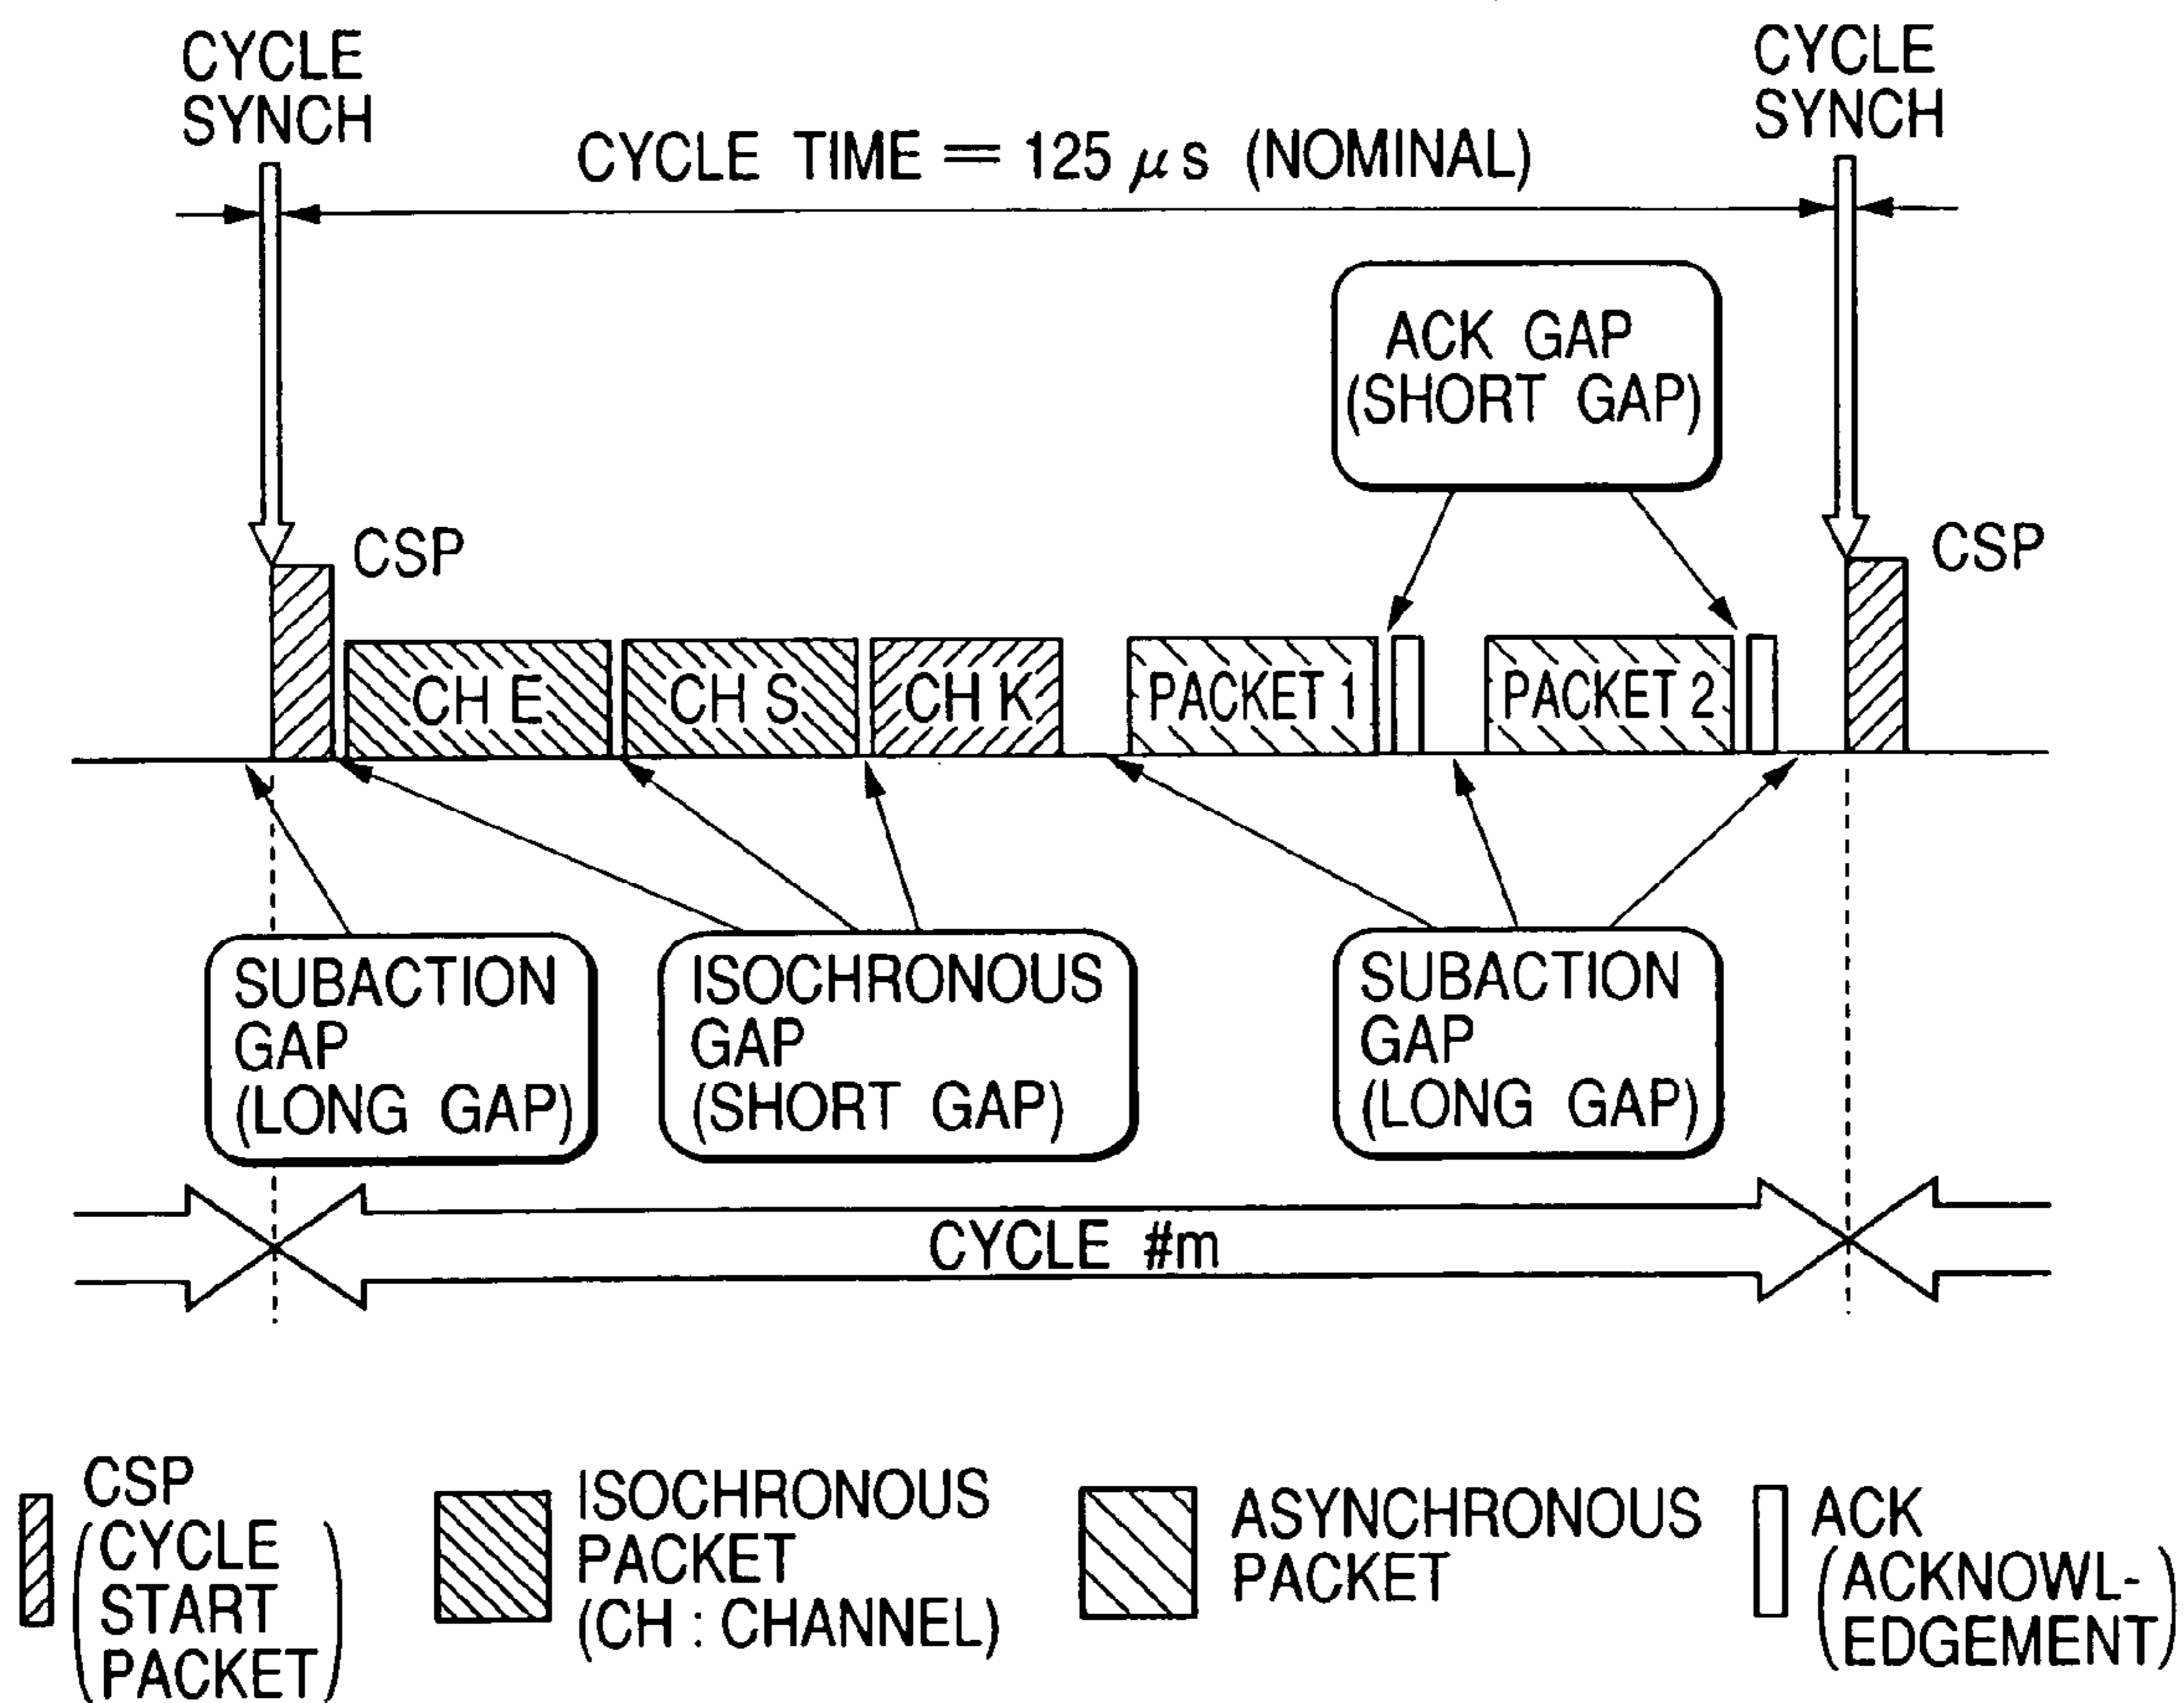 CYCLE
SYNCH
CYCLE TIME = 125 μs (NOMINAL)
CYCLE
SYNCH
ACK GAP
(SHORT GAP)
CSP
CSP
CH E
CH S
CH K
PACKET 1
PACKET 2
SUBACTION
GAP
(LONG GAP)
ISOCHRONOUS
GAP
(SHORT GAP)
SUBACTION
GAP
(LONG GAP)
CYCLE #m
CSP
(CYCLE
START
PACKET)
ISOCHRONOUS
PACKET
(CH : CHANNEL)
ASYNCHRONOUS
PACKET
ACK
(ACKNOWL-
EDGEMENT)